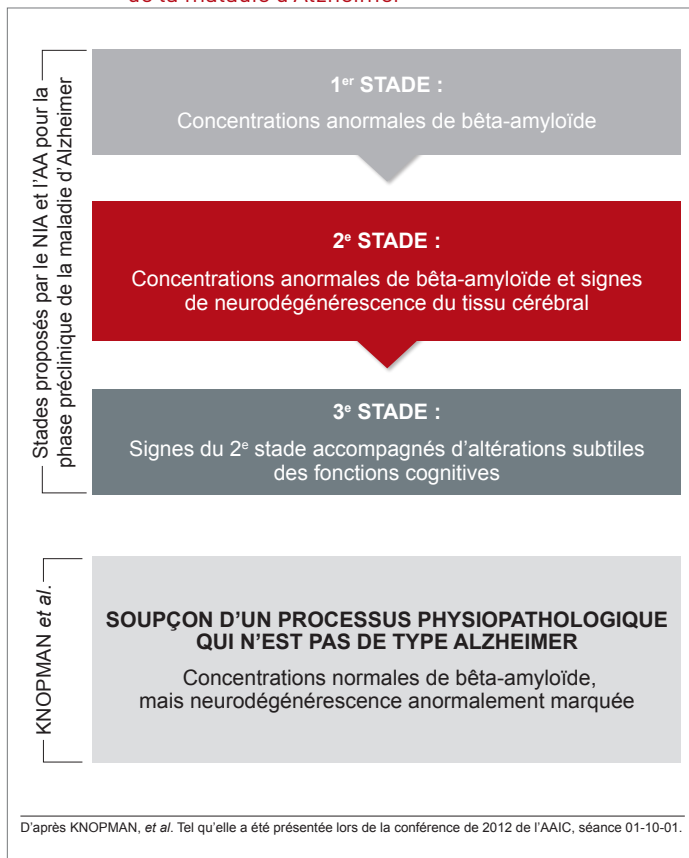 de la maladie d'Alzheimer
Stades proposés par le NIA et l'AA pour la
phase préclinique de la maladie d'Alzheimer
1er STADE :
Concentrations anormales de bêta-amyloïde
2e STADE :
Concentrations anormales de bêta-amyloïde et signes
de neurodégénérescence du tissu cérébral
3e STADE :
Signes du 2e stade accompagnés d'altérations subtiles
des fonctions cognitives
KNOPMAN et al.
SOUPÇON D'UN PROCESSUS PHYSIOPATHOLOGIQUE
QUI N'EST PAS DE TYPE ALZHEIMER
Concentrations normales de bêta-amyloïde,
mais neurodégénérescence anormalement marquée
D'après KNOPMAN, et al. Tel qu'elle a été présentée lors de la conférence de 2012 de l'AAIC, séance 01-10-01.